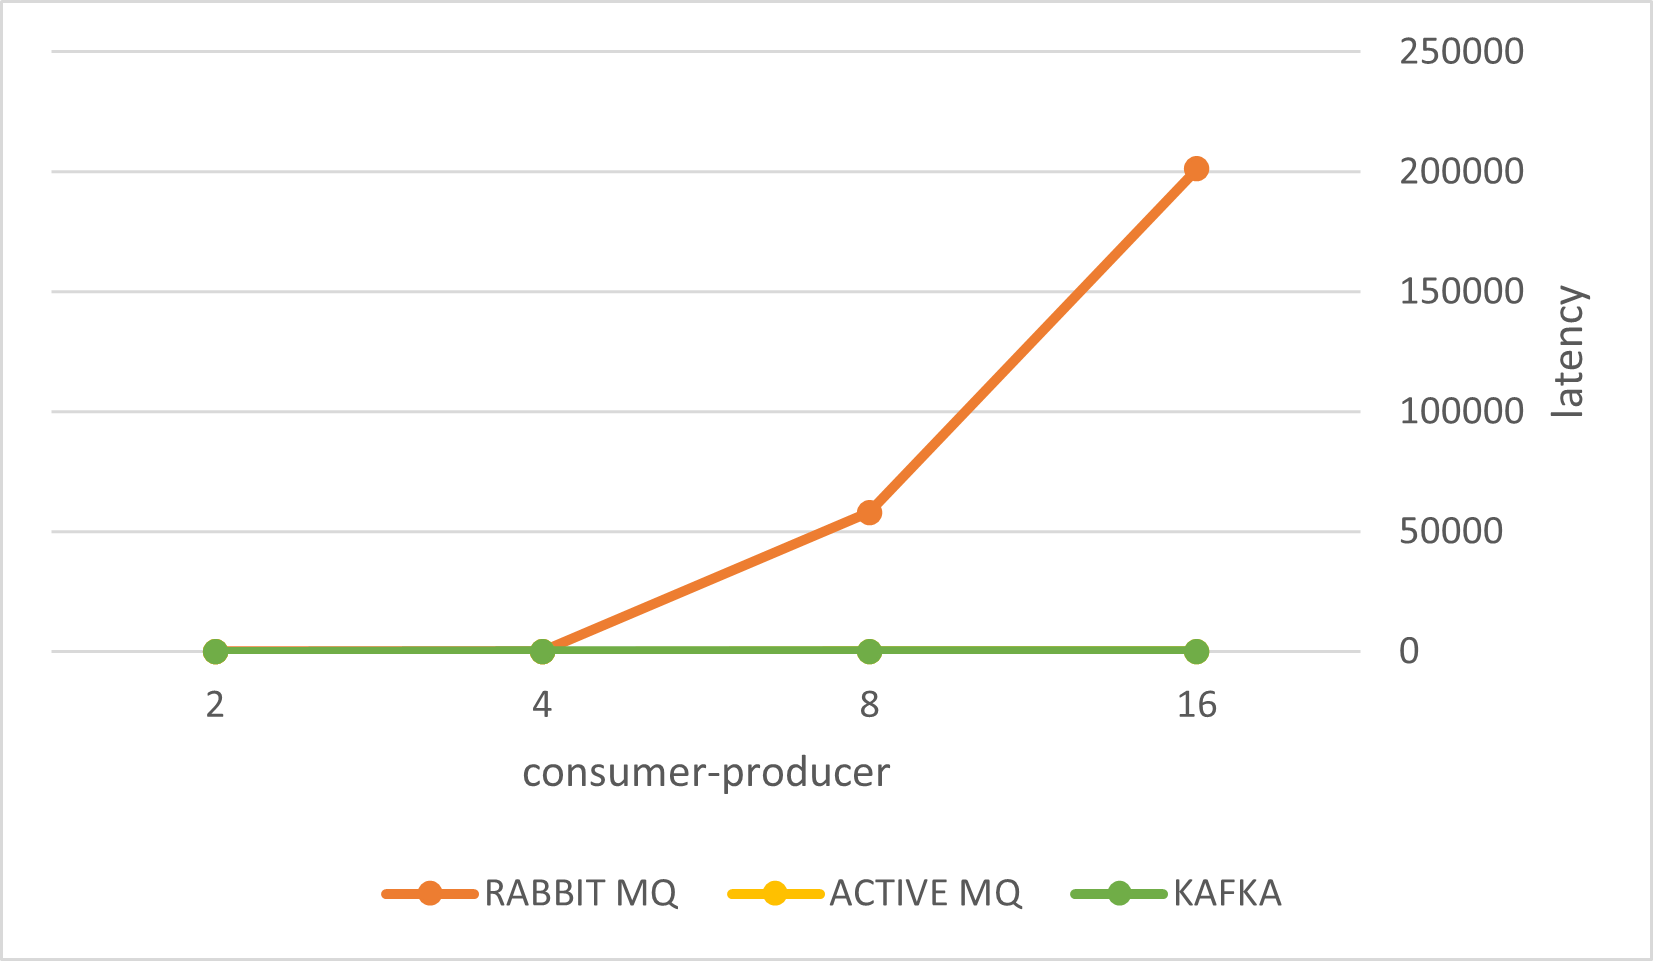 250000
200000
150000
100000
50000
0
latency
2 4 8 16
consumer-producer
RABBIT MQ ACTIVE MQ KAFKA